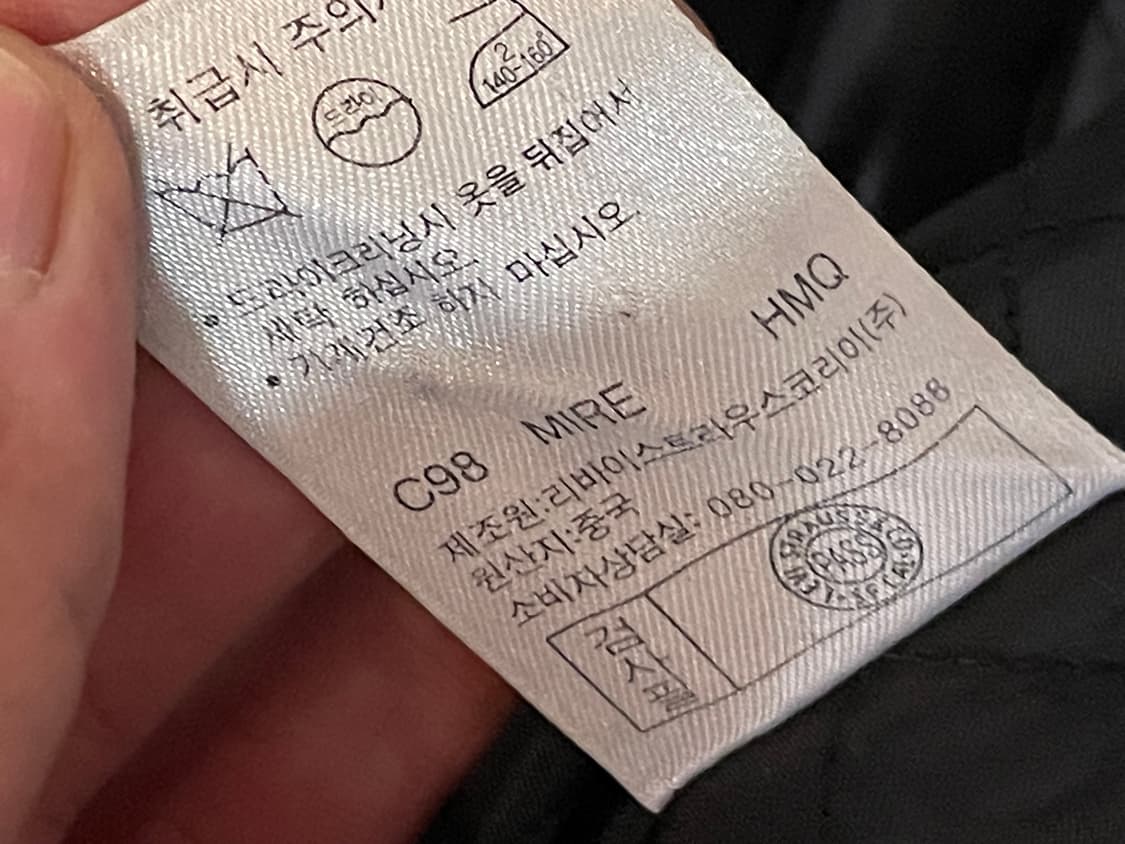 취급시 주의
드라이
2
140-160°
• 드라이크리닝시 옷을 뒤집어서
세탁 하십시오.
• 기계건조 하지 마십시오.
HMQ
C98 MIRE
제조원:리바이스트라우스코리아(주)
원산지:중국
소비자상담실: 080-022-8088
검사필
LEVI STRAUSS & CO.
PASS